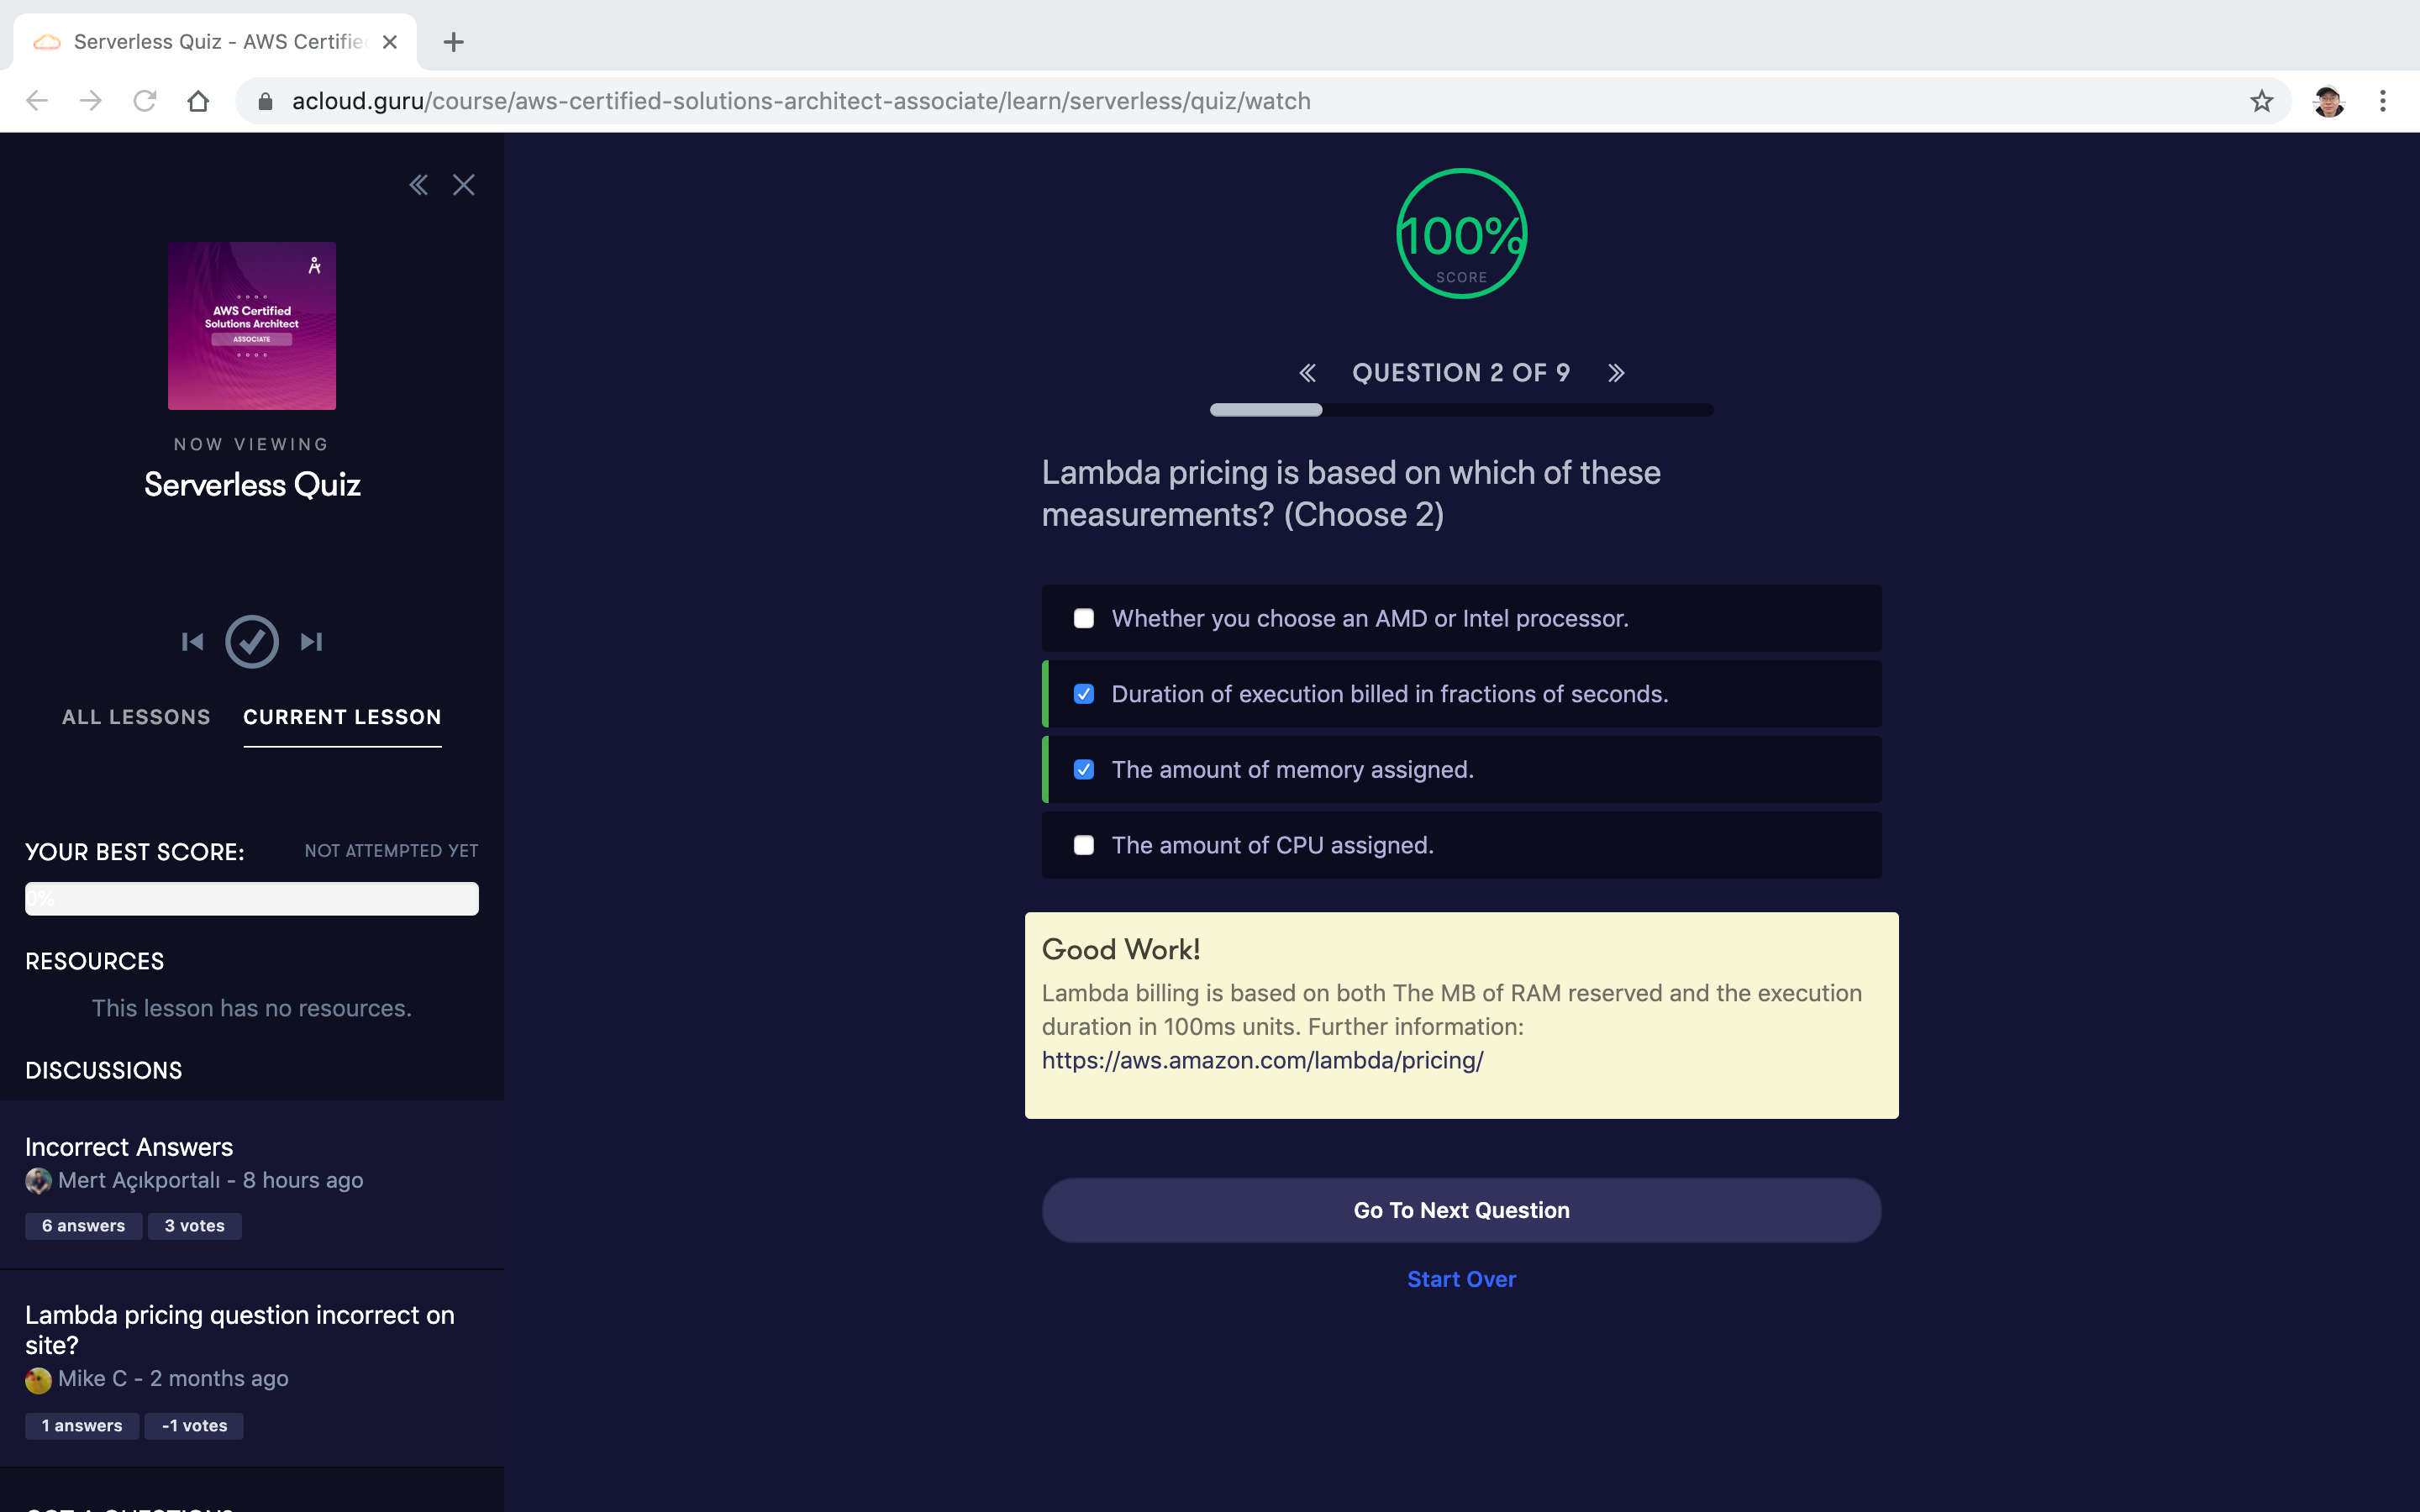 Serverless Quiz - AWS Certified
acloud.guru/course/aws-certified-solutions-architect-associate/learn/serverless/quiz/watch
AWS Certified
Solutions Architect
ASSOCIATE
NOW VIEWING
Serverless Quiz
ALL LESSONS
CURRENT LESSON
YOUR BEST SCORE:
NOT ATTEMPTED YET
0%
RESOURCES
This lesson has no resources.
DISCUSSIONS
Incorrect Answers
Mert Açıkportalı - 8 hours ago
6 answers
3 votes
Lambda pricing question incorrect on
site?
Mike C - 2 months ago
1 answers
-1 votes
100%
SCORE
QUESTION 2 OF 9
Lambda pricing is based on which of these
measurements? (Choose 2)
Whether you choose an AMD or Intel processor.
Duration of execution billed in fractions of seconds.
The amount of memory assigned.
The amount of CPU assigned.
Good Work!
Lambda billing is based on both The MB of RAM reserved and the execution
duration in 100ms units. Further information:
https://aws.amazon.com/lambda/pricing/
Go To Next Question
Start Over